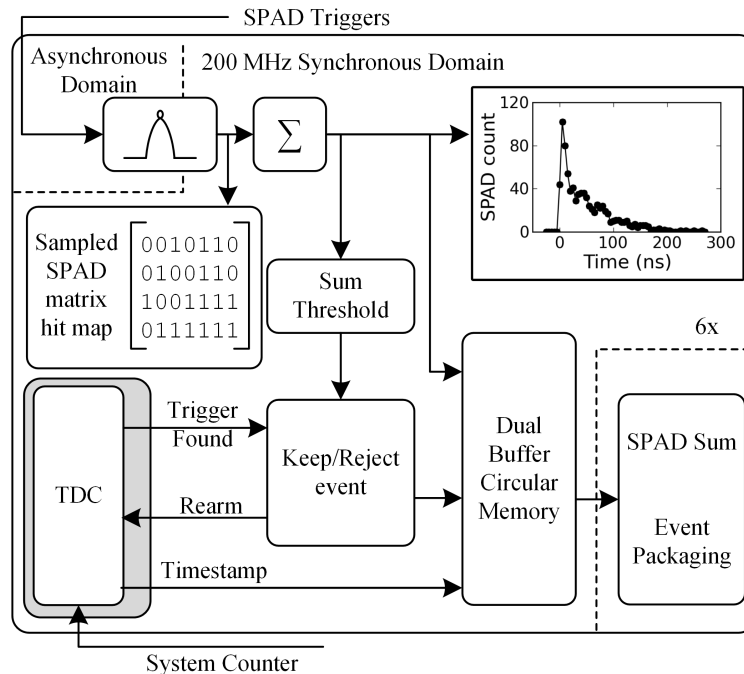 SPAD Triggers
Asynchronous
Domain
200 MHz Synchronous Domain
Σ
120
80
40
0
SPAD count
0
100
200
300
Time (ns)
Sampled
SPAD
matrix
hit map
0010110
0100110
1001111
0111111
Sum
Threshold
6x
TDC
Trigger
Found
Rearm
Timestamp
Keep/Reject
event
Dual
Buffer
Circular
Memory
SPAD Sum
Event
Packaging
System Counter